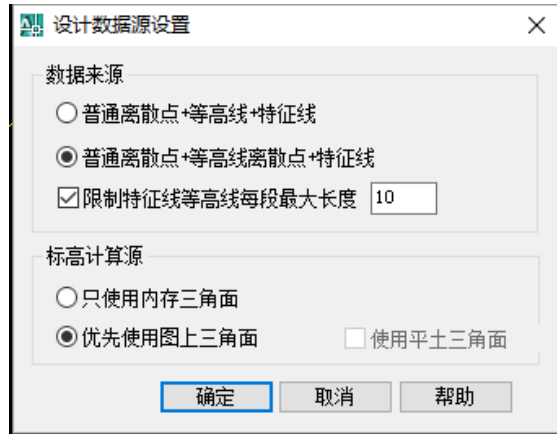 设计数据源设置
数据来源
普通离散点+等高线+特征线
普通离散点+等高线离散点+特征线
限制特征线等高线每段最大长度 10
标高计算源
只使用内存三角面
优先使用图上三角面 使用平土三角面
确定 取消 帮助